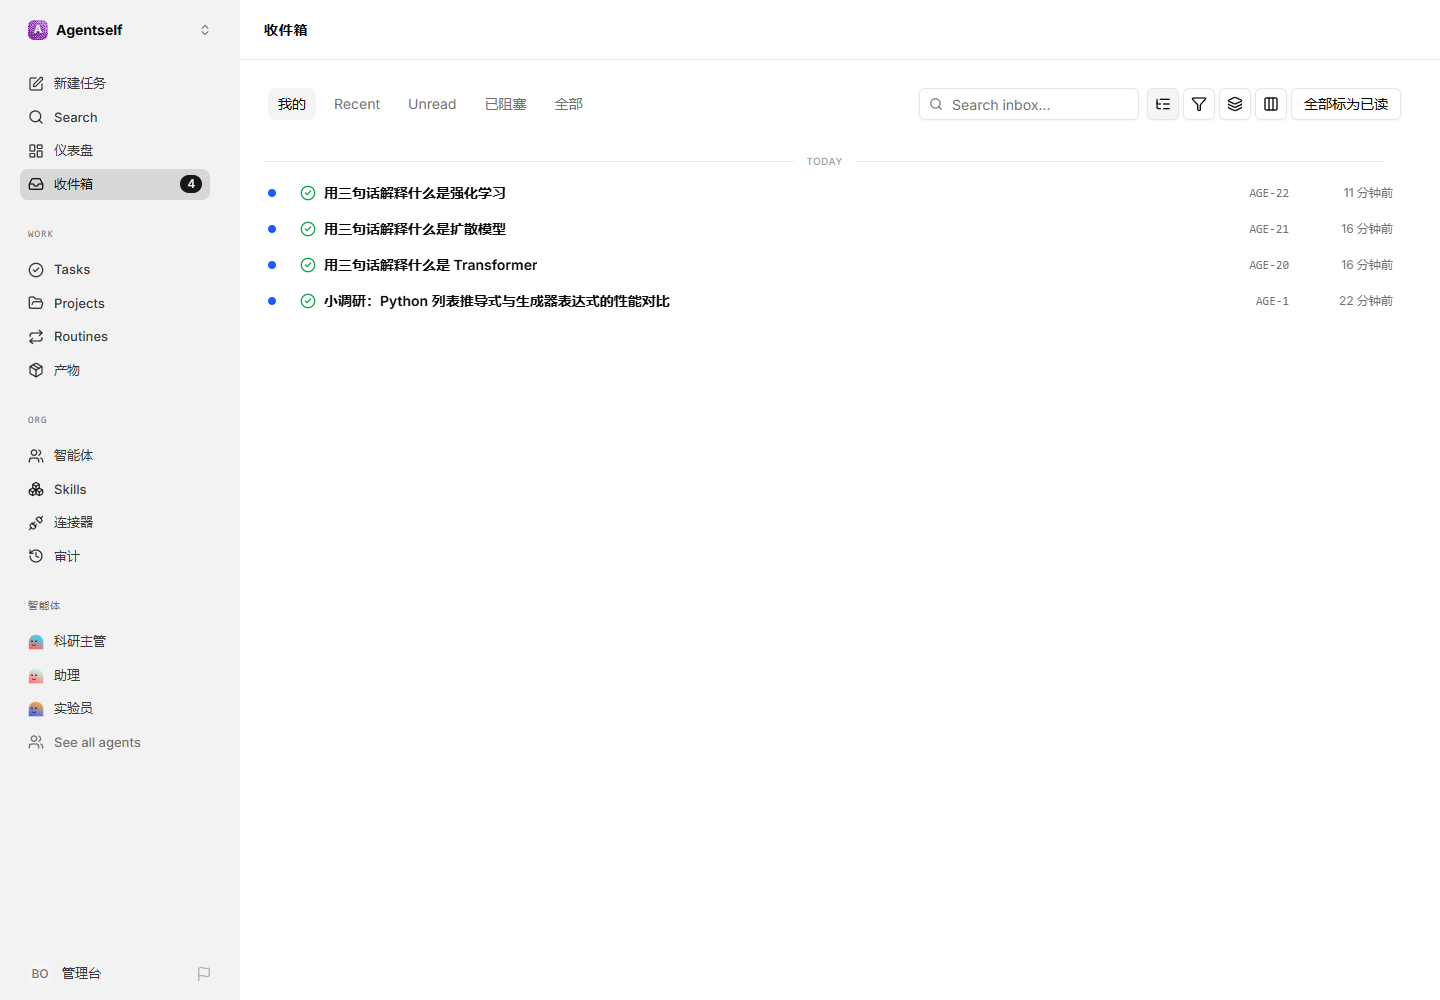 Agentself
新建任务
Search
仪表盘
收件箱 4
WORK
Tasks
Projects
Routines
产物
ORG
智能体
Skills
连接器
审计
智能体
科研主管
助理
实验员
See all agents
BO 管理台
收件箱
我的 Recent Unread 已阻塞 全部 Search inbox... 全部标为已读
TODAY
用三句话解释什么是强化学习 AGE-22 11 分钟前
用三句话解释什么是扩散模型 AGE-21 16 分钟前
用三句话解释什么是 Transformer AGE-20 16 分钟前
小调研：Python 列表推导式与生成器表达式的性能对比 AGE-1 22 分钟前